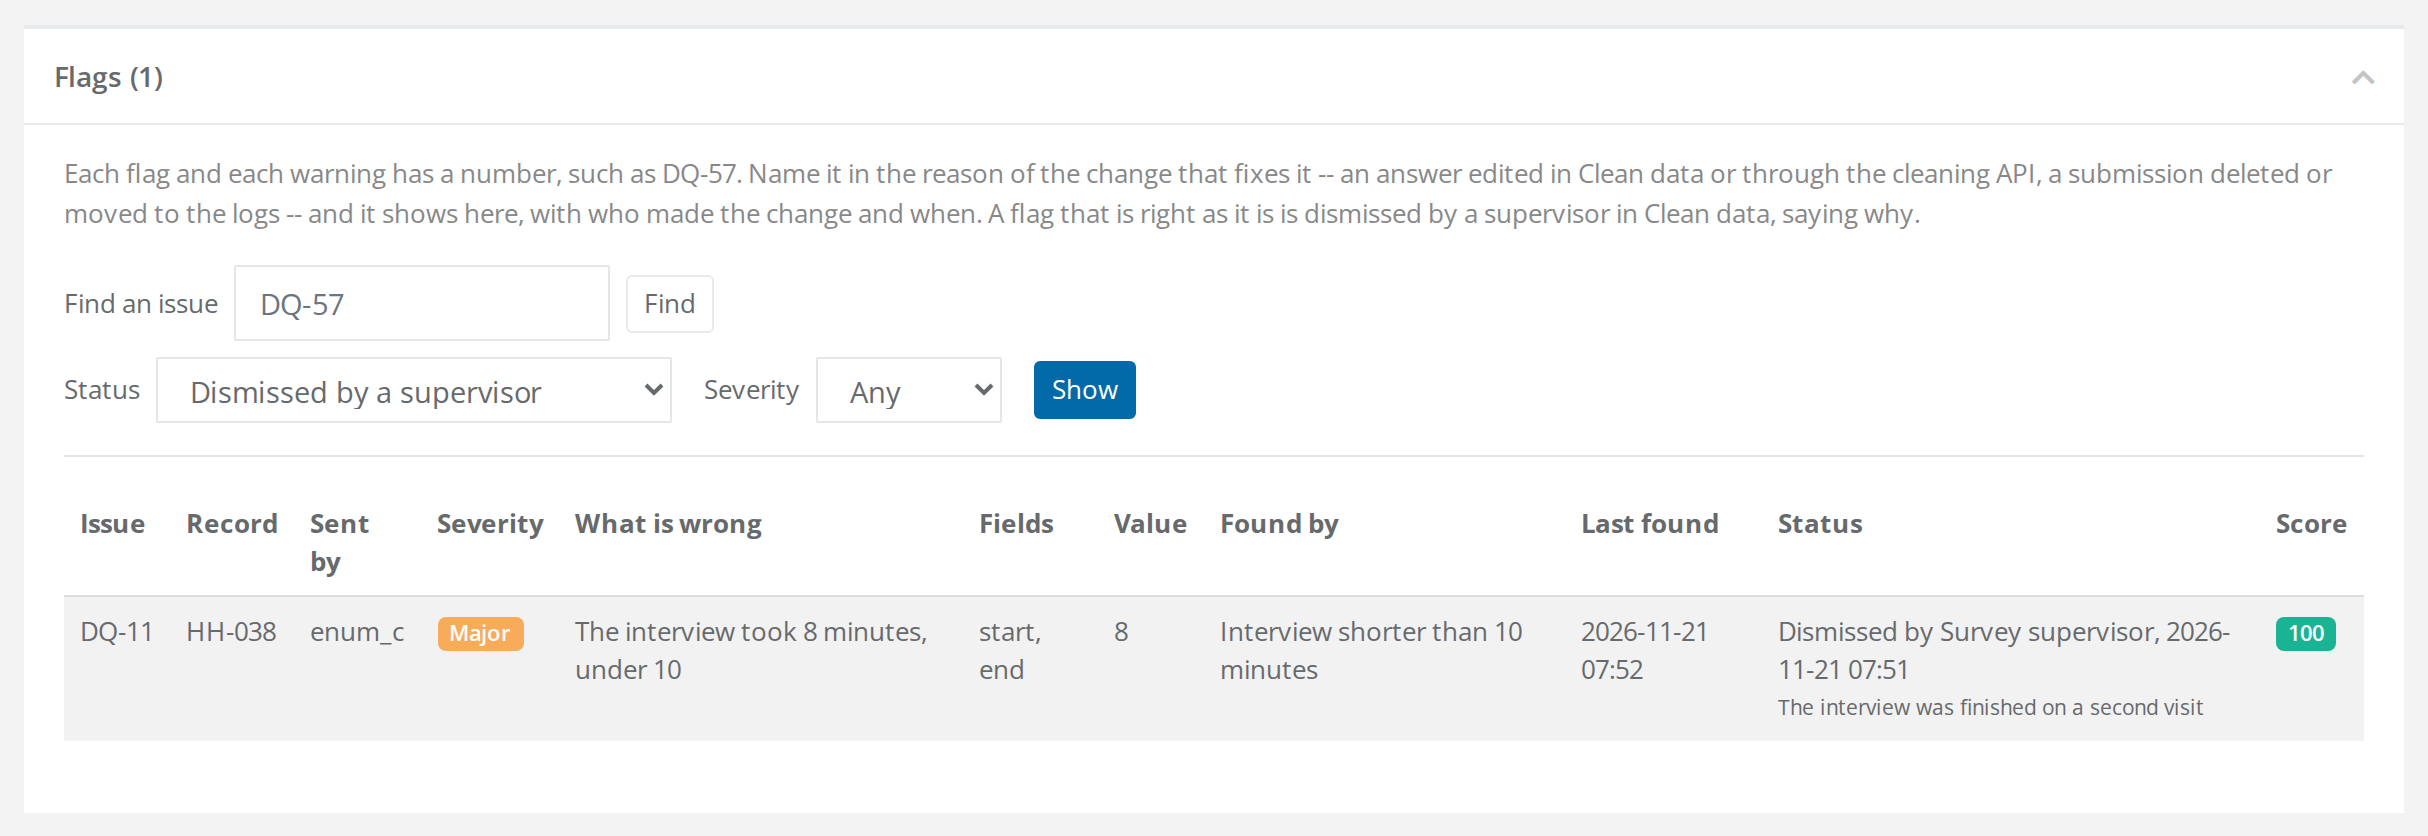 Flags (1)
Each flag and each warning has a number, such as DQ-57. Name it in the reason of the change that fixes it -- an answer edited in Clean data or through the cleaning API, a submission deleted or
moved to the logs -- and it shows here, with who made the change and when. A flag that is right as it is is dismissed by a supervisor in Clean data, saying why.
Find an issue DQ-57 Find
Status Dismissed by a supervisor Severity Any Show
Issue Record Sent by Severity What is wrong Fields Value Found by Last found Status Score
DQ-11 HH-038 enum_c Major The interview took 8 minutes, start, 8 Interview shorter than 10 2026-11-21 Dismissed by Survey supervisor, 2026- 100
under 10 end minutes 07:52 11-21 07:51
The interview was finished on a second visit